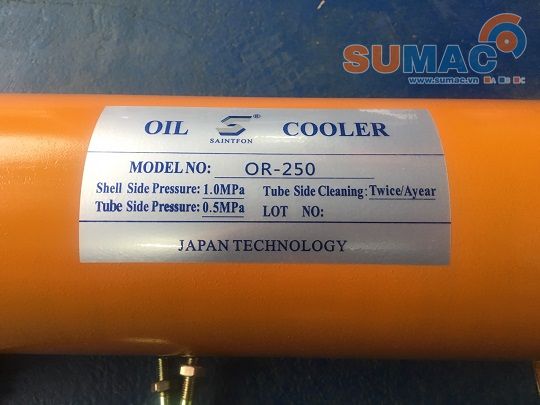 SUMAC
www.sumac.vn
OIL SAINTFON ® COOLER
MODEL NO: OR-250
Shell Side Pressure: 1.0MPa Tube Side Cleaning: Twice/Ayear
Tube Side Pressure: 0.5MPa LOT NO:
JAPAN TECHNOLOGY